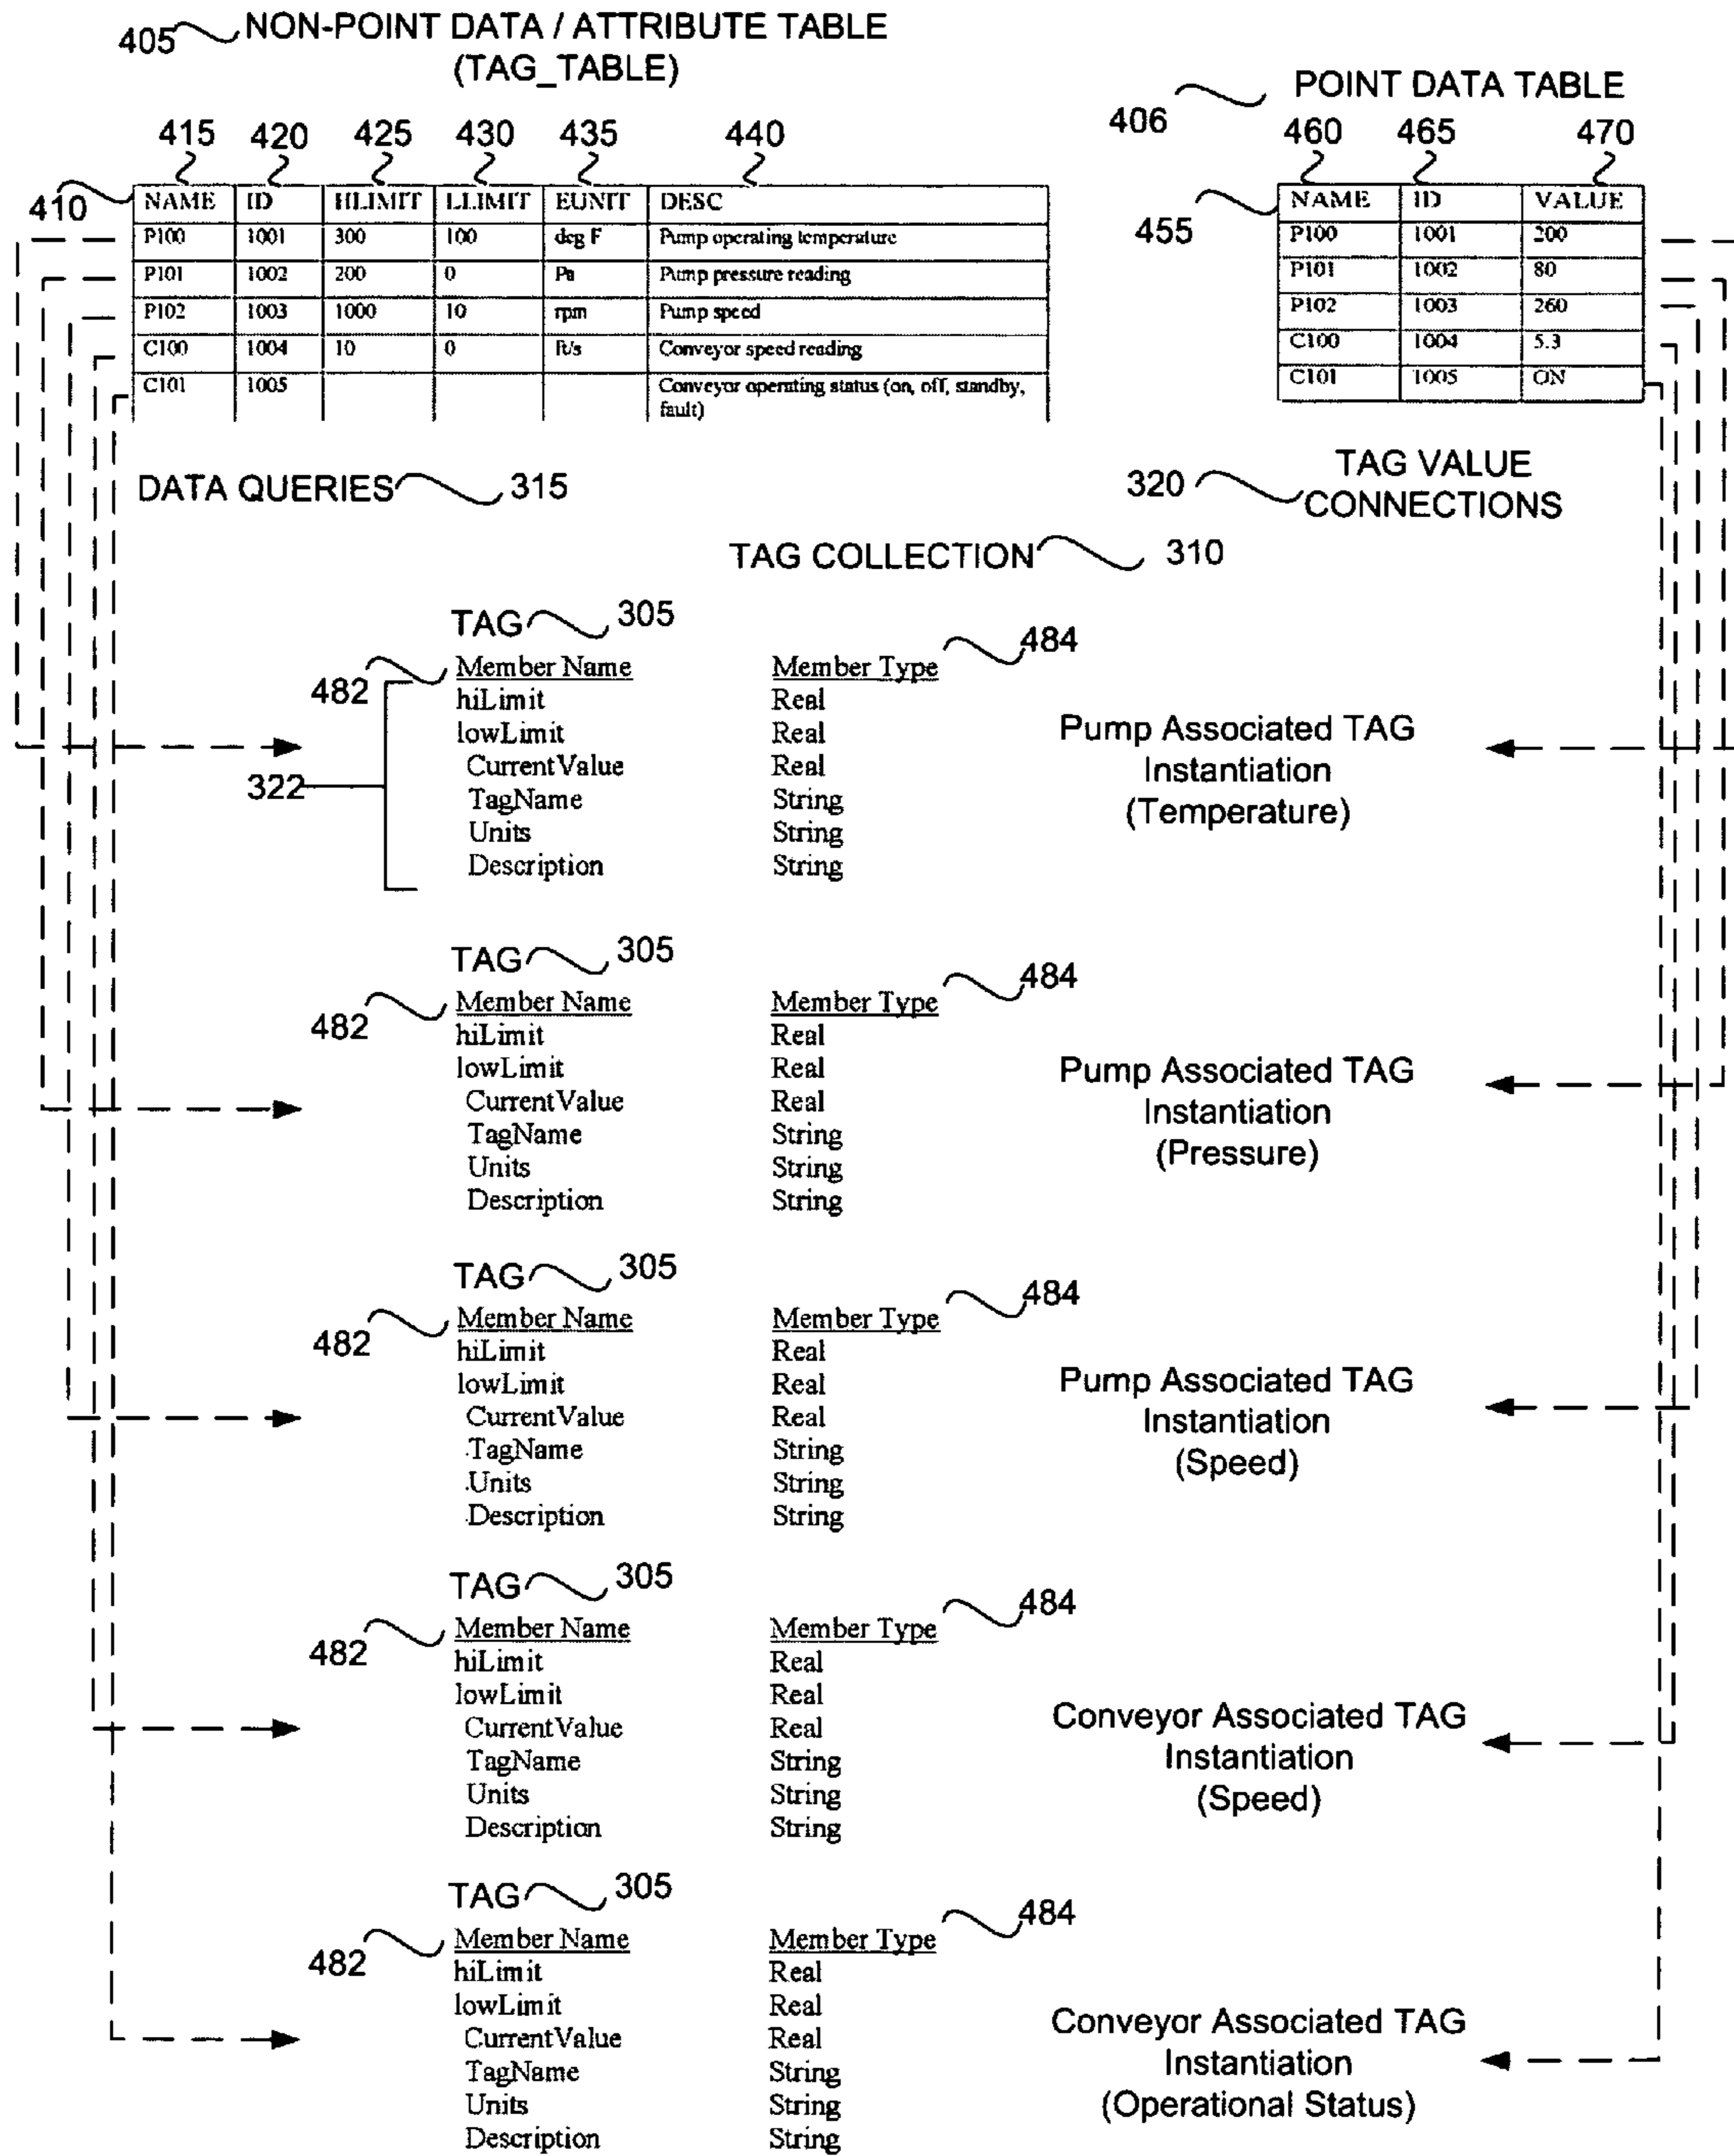 405 NON-POINT DATA / ATTRIBUTE TABLE
(TAG_TABLE)
406 POINT DATA TABLE
415 420 425 430 435 440
460 465 470
410 NAME ID HLIMIT LLIMIT EUNIT DESC
P100 1001 300 100 deg F Pump operating temperature
P101 1002 200 0 Pa Pump pressure reading
P102 1003 1000 10 rpm Pump speed
C100 1004 10 0 ft/s Conveyor speed reading
C101 1005 Conveyor operating status (on, off, standby,
fault)
455 NAME ID VALUE
P100 1001 200
P101 1002 80
P102 1003 260
C100 1004 5.3
C101 1005 ON
DATA QUERIES 315
320 TAG VALUE
CONNECTIONS
TAG COLLECTION 310
TAG 305
482 Member Name Member Type 484
hiLimit Real
lowLimit Real
CurrentValue Real
TagName String
Units String
Description String
322
Pump Associated TAG
Instantiation
(Temperature)
TAG 305
482 Member Name Member Type 484
hiLimit Real
lowLimit Real
CurrentValue Real
TagName String
Units String
Description String
Pump Associated TAG
Instantiation
(Pressure)
TAG 305
482 Member Name Member Type 484
hiLimit Real
lowLimit Real
CurrentValue Real
TagName String
Units String
Description String
Pump Associated TAG
Instantiation
(Speed)
TAG 305
482 Member Name Member Type 484
hiLimit Real
lowLimit Real
CurrentValue Real
TagName String
Units String
Description String
Conveyor Associated TAG
Instantiation
(Speed)
TAG 305
482 Member Name Member Type 484
hiLimit Real
lowLimit Real
CurrentValue Real
TagName String
Units String
Description String
Conveyor Associated TAG
Instantiation
(Operational Status)